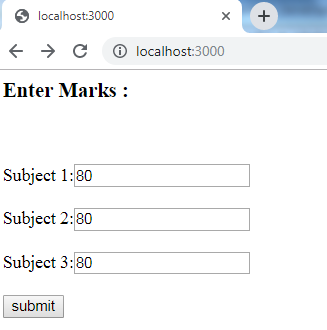 localhost:3000
localhost:3000
Enter Marks :
Subject 1:80
Subject 2:80
Subject 3:80
submit